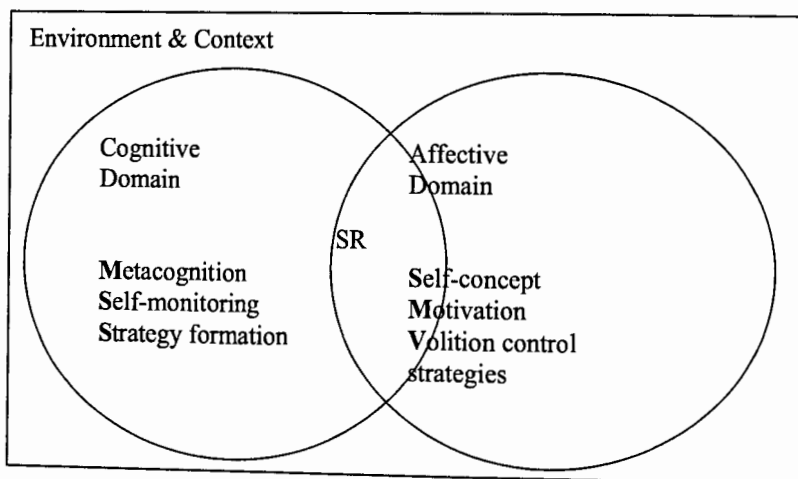 Environment & Context
Cognitive
Domain
Affective
Domain
SR
Metacognition
Self-monitoring
Strategy formation
Self-concept
Motivation
Volition control
strategies